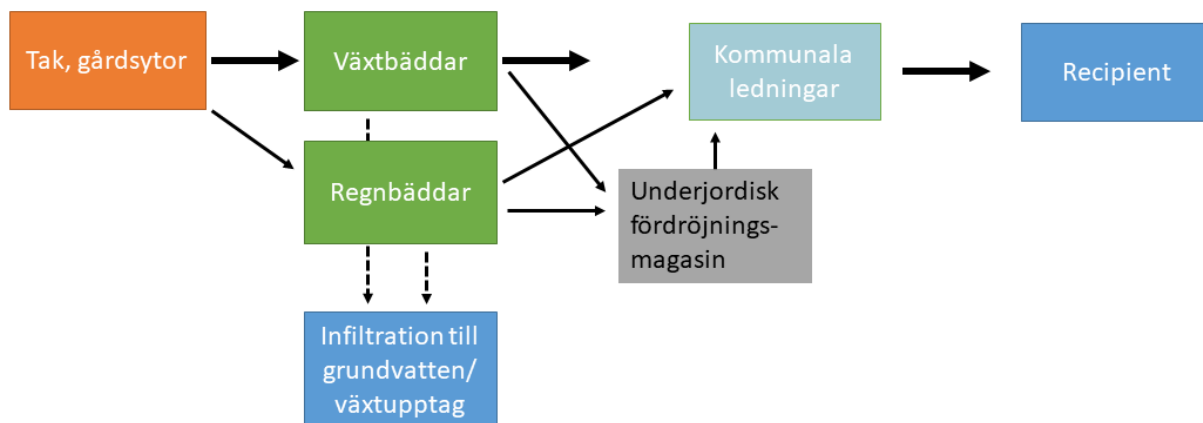 Tak, gårdsytor
Växtbäddar
Kommunala
ledningar
Recipient
Regnbäddar
Underjordisk
fördröjnings-
magasin
Infiltration till
grundvatten/
växtupptag